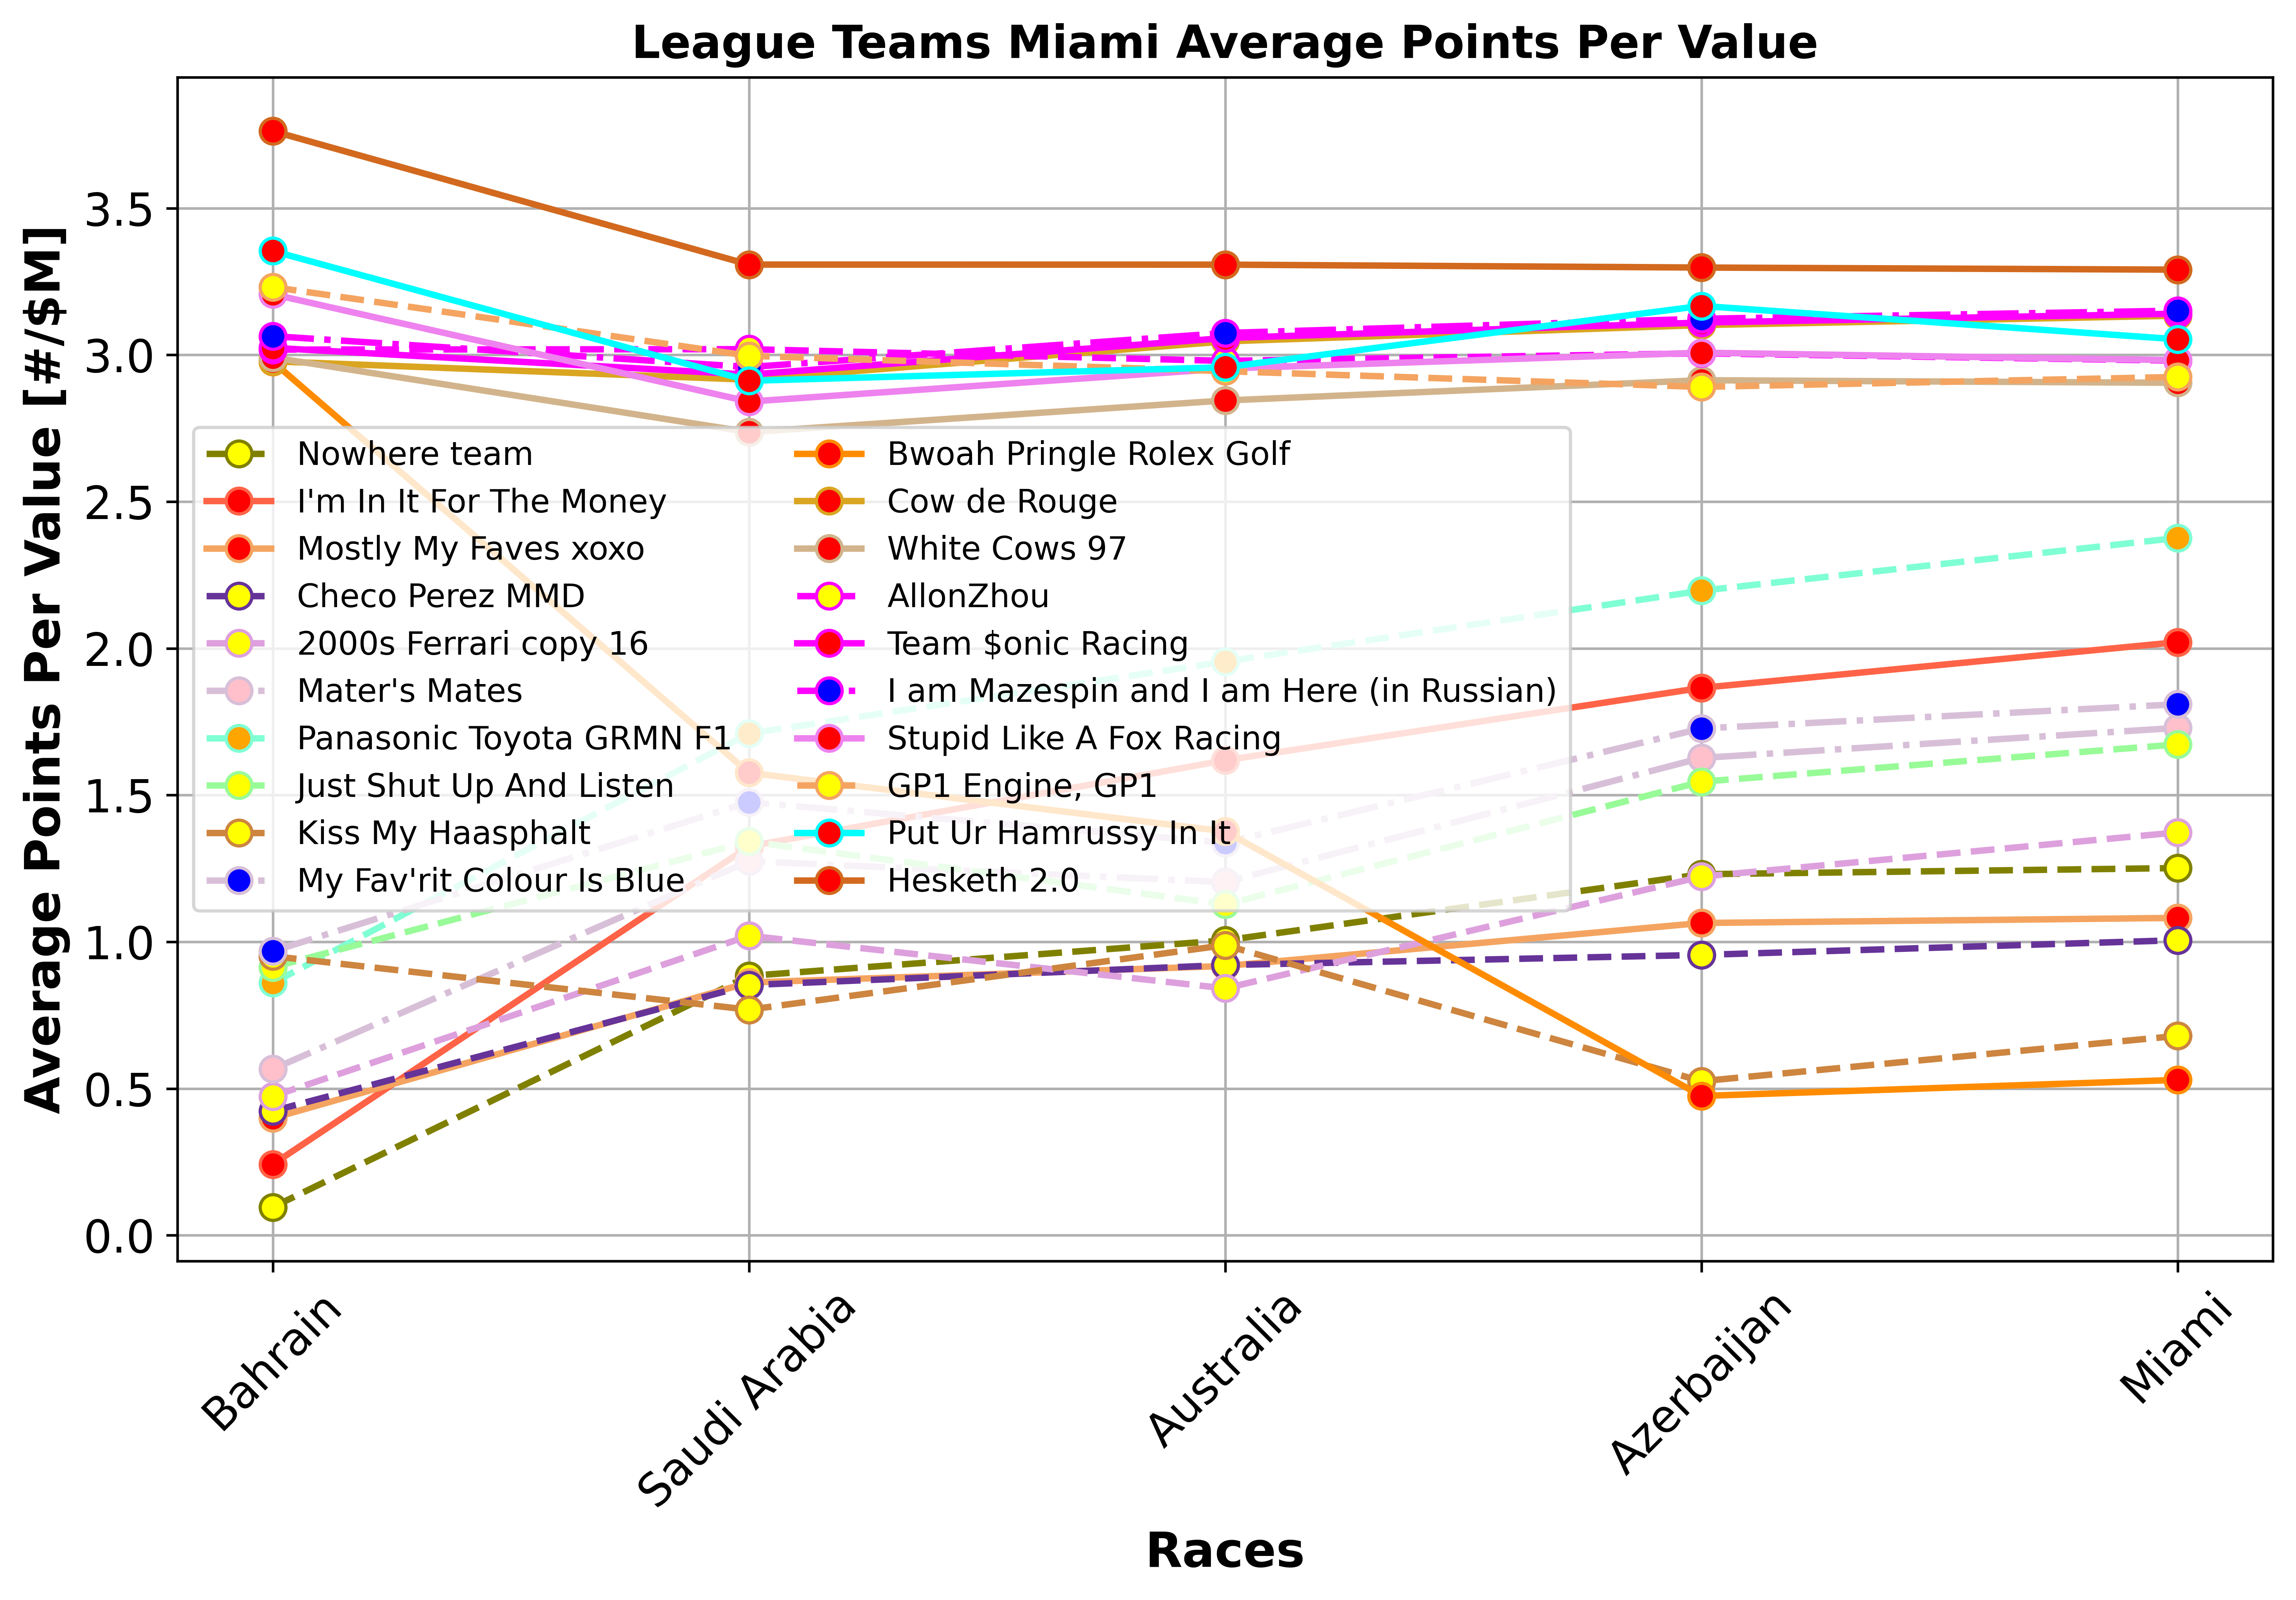 League Teams Miami Average Points Per Value
Average Points Per Value [#/$M]
3.5
3.0
2.5
2.0
1.5
1.0
0.5
0.0
Nowhere team
I'm In It For The Money
Mostly My Faves xoxo
Checo Perez MMD
2000s Ferrari copy 16
Mater's Mates
Panasonic Toyota GRMN F1
Just Shut Up And Listen
Kiss My Haasphalt
My Fav'rit Colour Is Blue
Bwoah Pringle Rolex Golf
Cow de Rouge
White Cows 97
AllonZhou
Team $onic Racing
I am Mazespin and I am Here (in Russian)
Stupid Like A Fox Racing
GP1 Engine, GP1
Put Ur Hamrussy In It
Hesketh 2.0
Bahrain
Saudi Arabia
Australia
Azerbaijan
Miami
Races